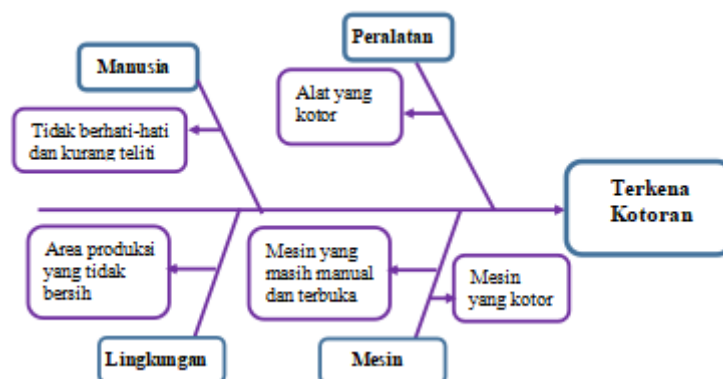 Peralatan
Manusia
Alat yang
kotor
Tidak berhati-hati
dan kurang teliti
Terkena
Kotoran
Area produksi
yang tidak
bersih
Mesin yang
masih manual
dan terbuka
Mesin
yang kotor
Lingkungan
Mesin